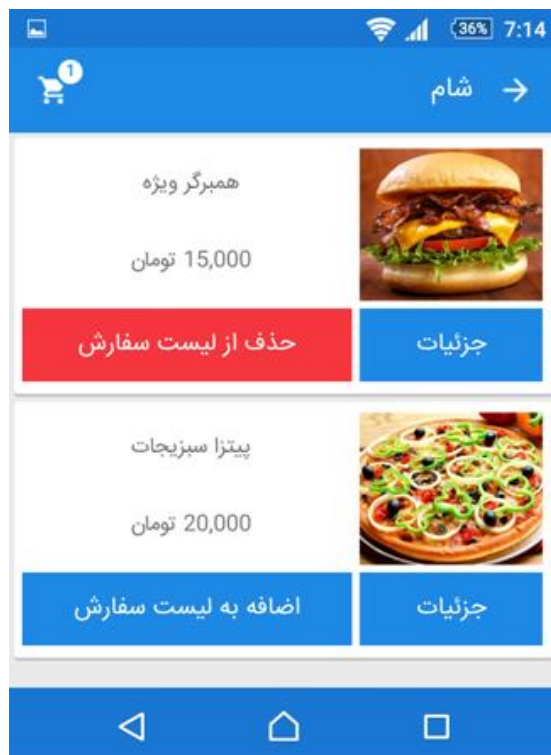 36% 7:14
شام
1
همبرگر ویژه
15,000 تومان
جزئیات
حذف از لیست سفارش
پیتزا سبزیجات
20,000 تومان
جزئیات
اضافه به لیست سفارش